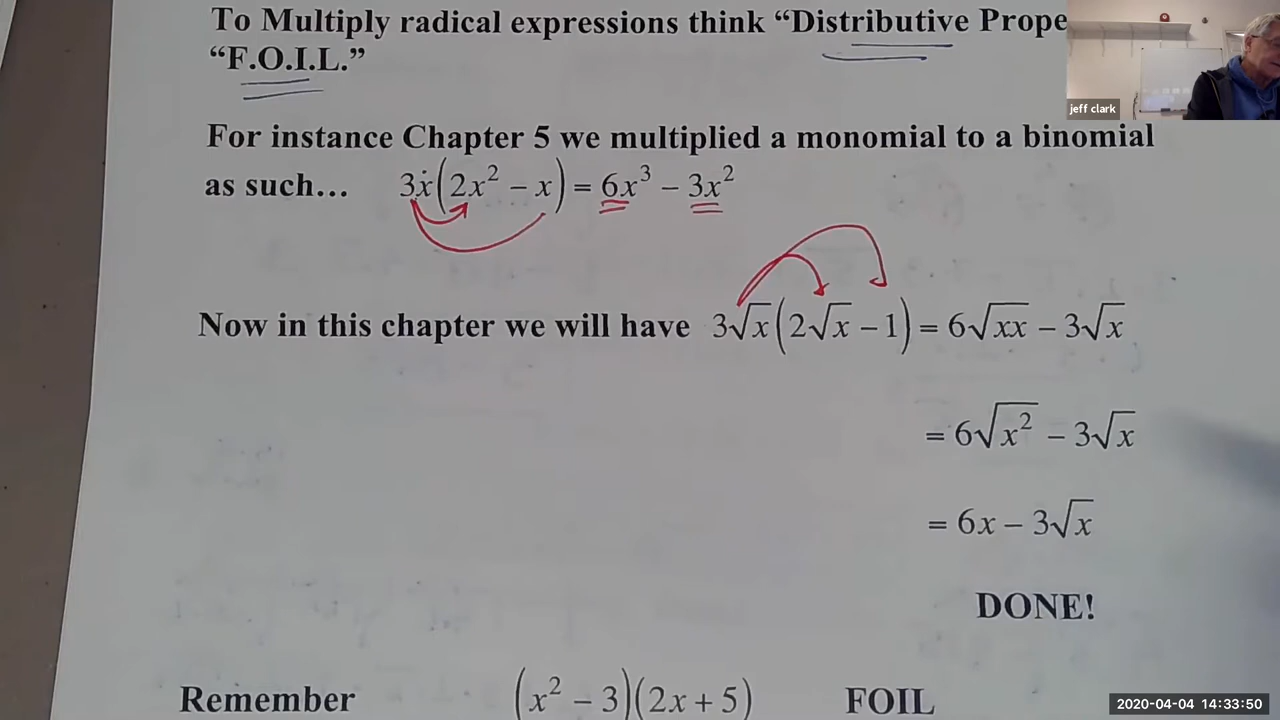 To Multiply radical expressions think “Distributive Prope
“F.O.I.L.”
jeff clark
For instance Chapter 5 we multiplied a monomial to a binomial
as such… 3x(2x² − x) = 6x³ − 3x²
Now in this chapter we will have 3√x(2√x − 1) = 6√xx − 3√x
= 6√x² − 3√x
= 6x − 3√x
DONE!
Remember (x² − 3)(2x + 5) FOIL
2020-04-04 14:33:50